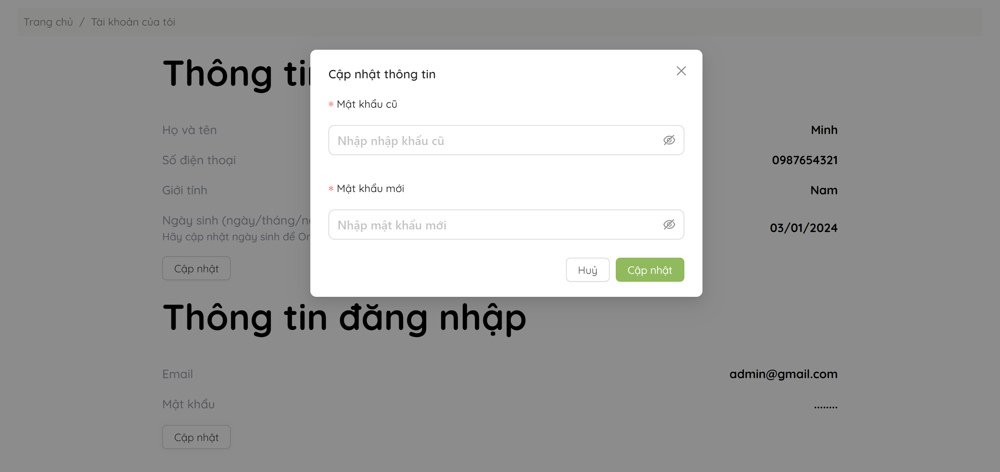 Trang chủ / Tài khoản của tôi
Thông tin
Cập nhật thông tin
* Mật khẩu cũ
Nhập nhập khẩu cũ
* Mật khẩu mới
Nhập mật khẩu mới
Huỷ Cập nhật
Họ và tên Minh
Số điện thoại 0987654321
Giới tính Nam
Ngày sinh (ngày/tháng/nă 03/01/2024
Hãy cập nhật ngày sinh để
Cập nhật
Thông tin đăng nhập
Email admin@gmail.com
Mật khẩu ........
Cập nhật